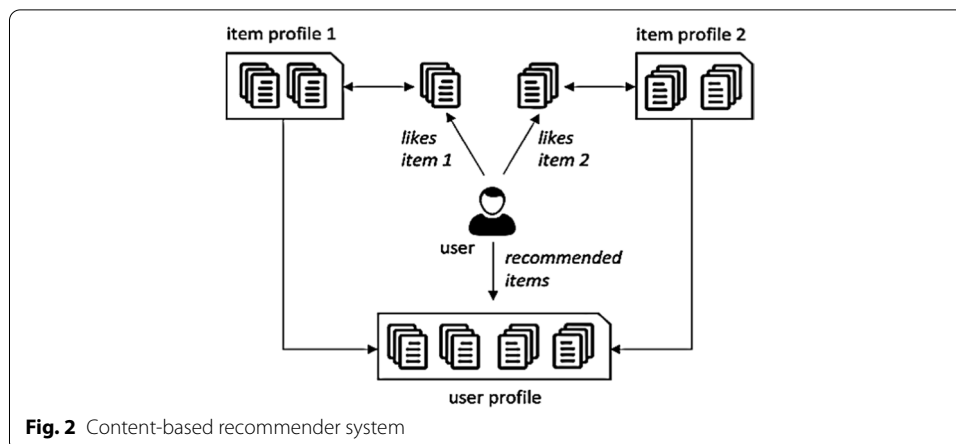 item profile 1
item profile 2
likes
item 1
likes
item 2
user
recommended
items
user profile
Fig. 2 Content-based recommender system